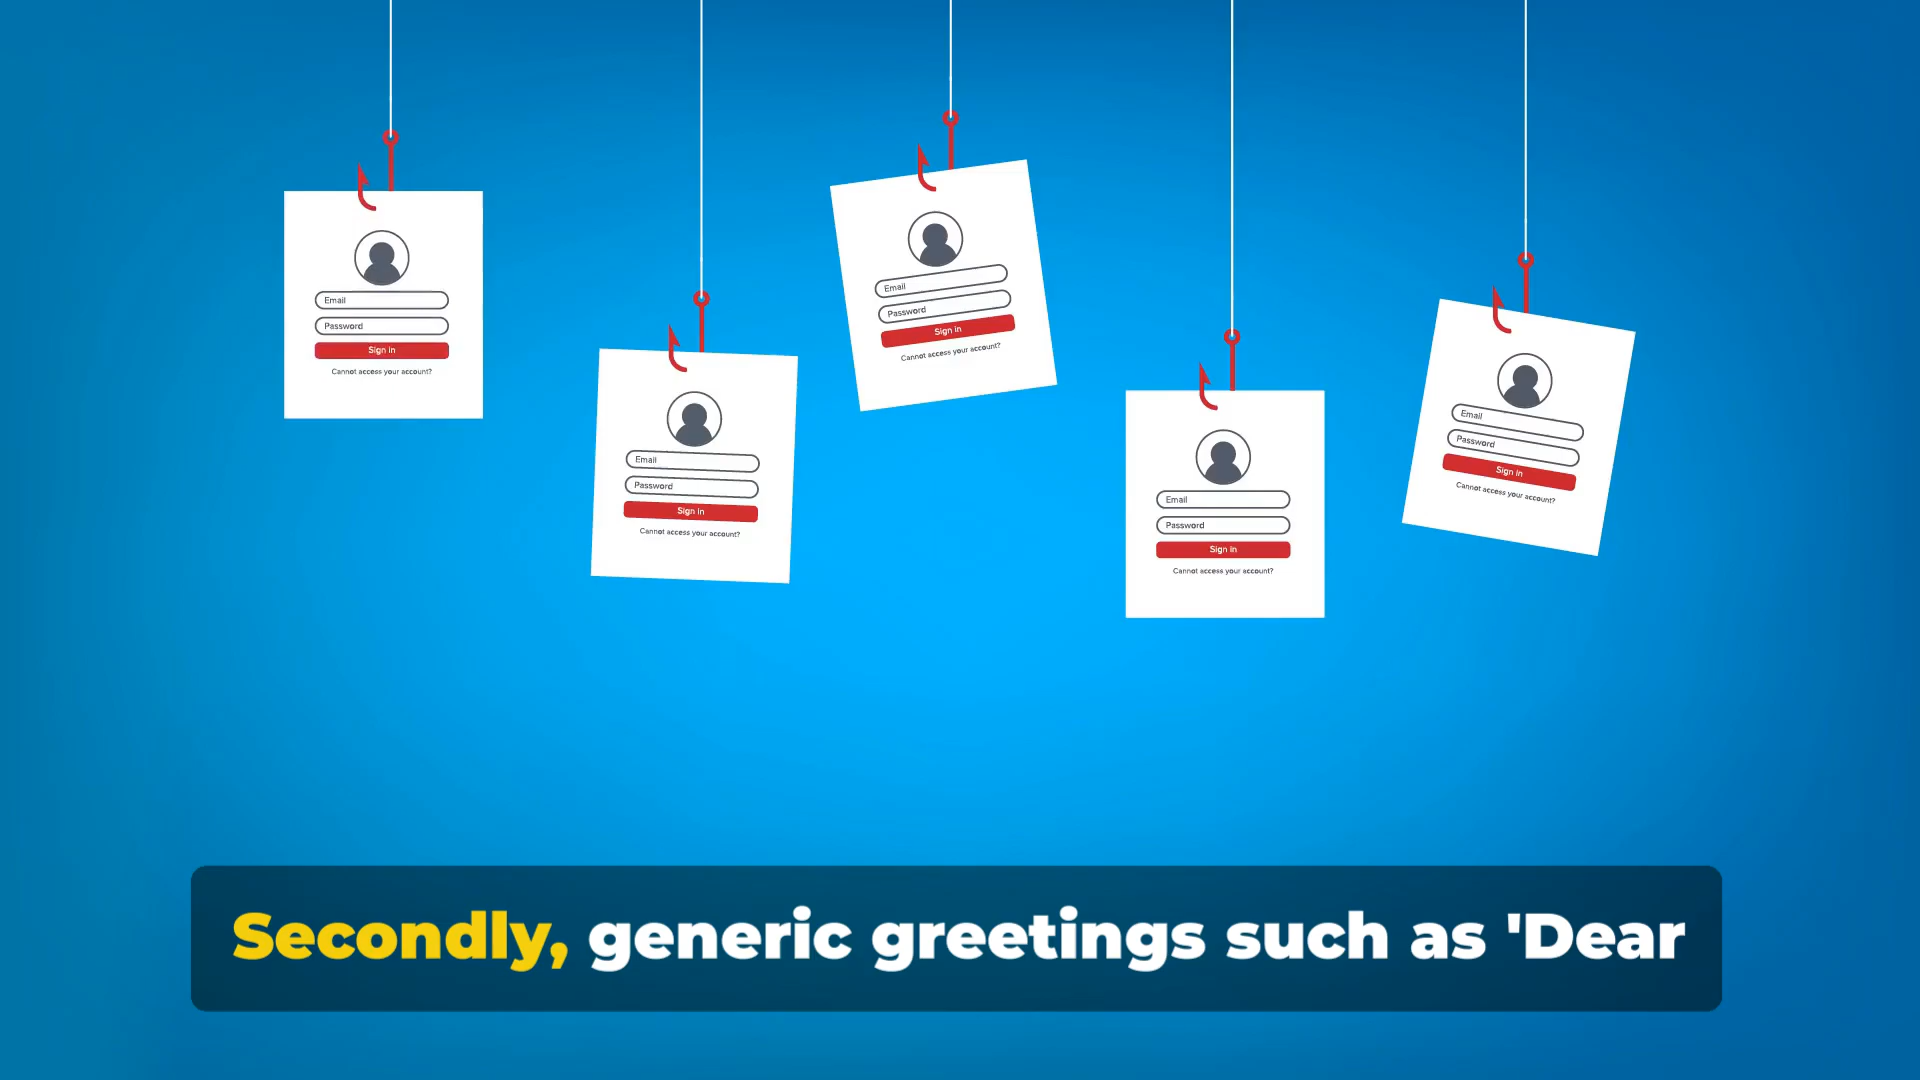 Email
Password
Sign in
Cannot access your account?
Email
Password
Sign in
Cannot access your account?
Email
Password
Sign in
Cannot access your account?
Email
Password
Sign in
Cannot access your account?
Email
Password
Sign in
Cannot access your account?
Secondly, generic greetings such as 'Dear